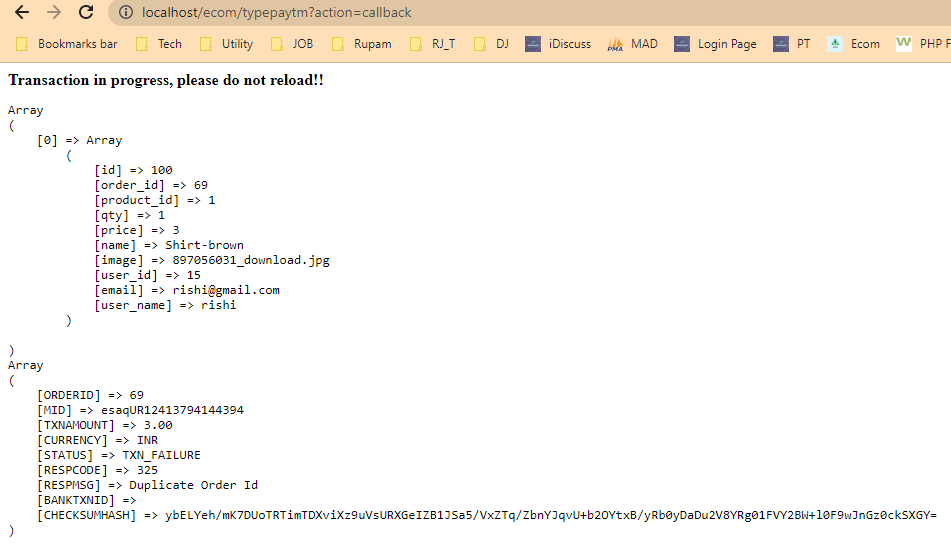 localhost/ecom/typepaytm?action=callback
Bookmarks bar Tech Utility JOB Rupam RJ_T DJ iDiscuss MAD Login Page PT Ecom PHP F
Transaction in progress, please do not reload!!
Array
(
    [0] => Array
        (
            [id] => 100
            [order_id] => 69
            [product_id] => 1
            [qty] => 1
            [price] => 3
            [name] => Shirt-brown
            [image] => 897056031_download.jpg
            [user_id] => 15
            [email] => rishi@gmail.com
            [user_name] => rishi
        )
)
Array
(
    [ORDERID] => 69
    [MID] => esaqUR12413794144394
    [TXNAMOUNT] => 3.00
    [CURRENCY] => INR
    [STATUS] => TXN_FAILURE
    [RESPCODE] => 325
    [RESPMSG] => Duplicate Order Id
    [BANKTXNID] =>
    [CHECKSUMHASH] => ybELYeh/mK7DUoTRTimTDXviXz9uVsURXGeIZB1JSa5/VxZTq/ZbnYJqvU+b2OYtxB/yRb0yDaDu2V8YRg01FVY2BW+l0F9wJnGz0ckSXGY=
)